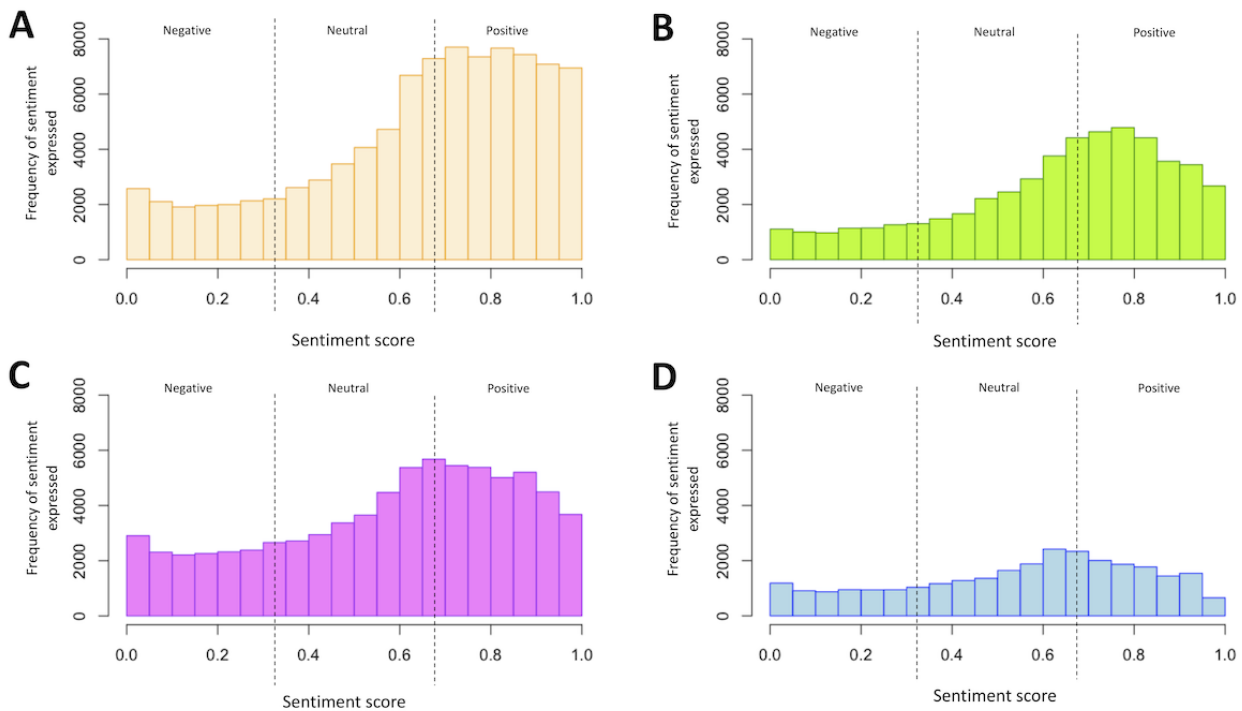 A
Negative Neutral Positive
Frequency of sentiment
expressed
8000
6000
4000
2000
0
0.0 0.2 0.4 0.6 0.8 1.0
Sentiment score
B
Negative Neutral Positive
Frequency of sentiment
expressed
8000
6000
4000
2000
0
0.0 0.2 0.4 0.6 0.8 1.0
Sentiment score
C
Negative Neutral Positive
Frequency of sentiment
expressed
8000
6000
4000
2000
0
0.0 0.2 0.4 0.6 0.8 1.0
Sentiment score
D
Negative Neutral Positive
Frequency of sentiment
expressed
8000
6000
4000
2000
0
0.0 0.2 0.4 0.6 0.8 1.0
Sentiment score